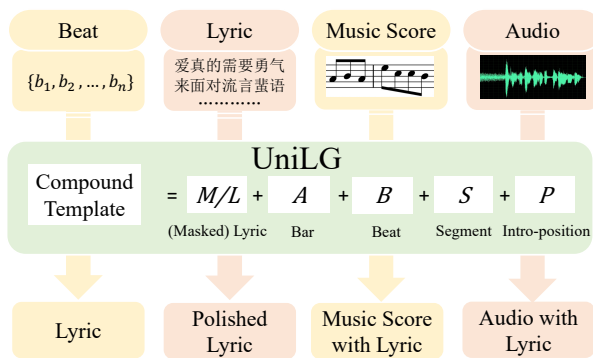 Beat Lyric Music Score Audio
{b₁, b₂, ..., bₙ}
爱真的需要勇气
来面对流言蜚语
…………
UniLG
Compound
Template = M/L + A + B + S + P
(Masked) Lyric Bar Beat Segment Intro-position
Lyric
Polished
Lyric
Music Score
with Lyric
Audio with
Lyric